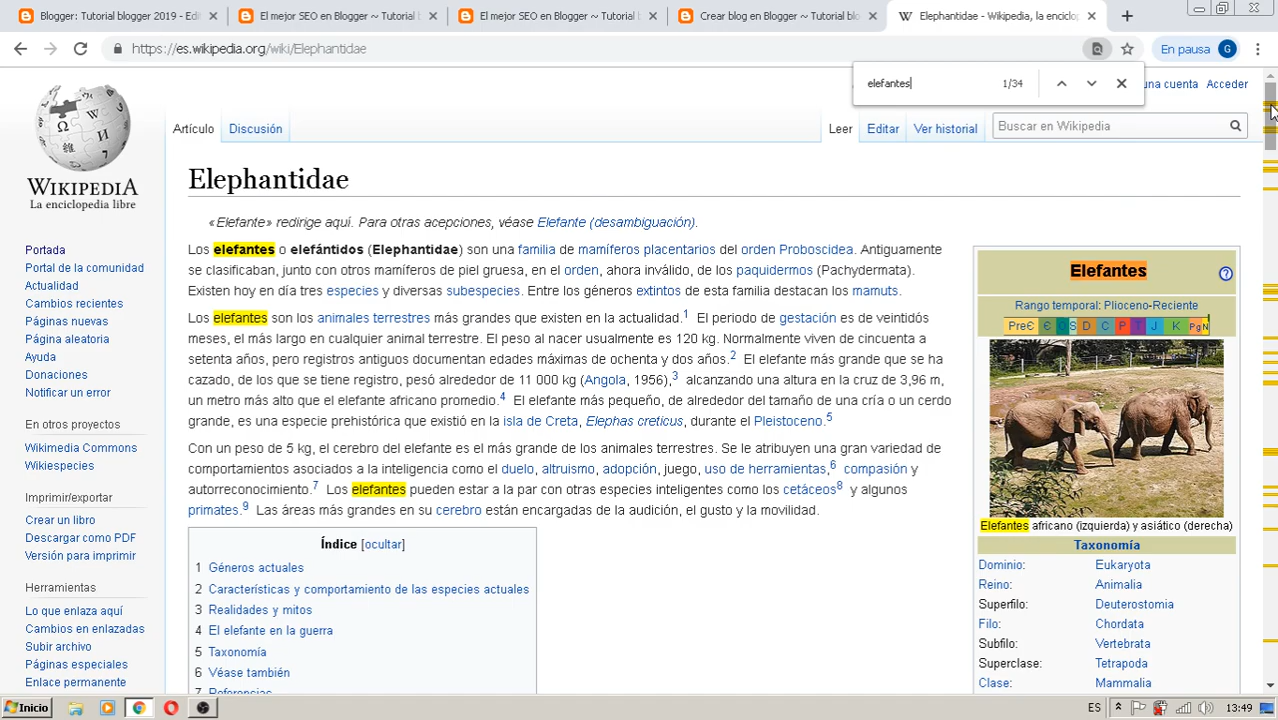 Blogger: Tutorial blogger 2019 - Edi
El mejor SEO en Blogger ~ Tutorial b
El mejor SEO en Blogger ~ Tutorial b
Crear blog en Blogger ~ Tutorial blo
Elephantidae - Wikipedia, la enciclop
https://es.wikipedia.org/wiki/Elephantidae
En pausa G
elefantes 1/34
una cuenta Acceder
Artículo Discusión Leer Editar Ver historial Buscar en Wikipedia
WIKIPEDIA
La enciclopedia libre
Portada
Portal de la comunidad
Actualidad
Cambios recientes
Páginas nuevas
Página aleatoria
Ayuda
Donaciones
Notificar un error
En otros proyectos
Wikimedia Commons
Wikiespecies
Imprimir/exportar
Crear un libro
Descargar como PDF
Versión para imprimir
Herramientas
Lo que enlaza aquí
Cambios en enlazadas
Subir archivo
Páginas especiales
Enlace permanente
Elephantidae
«Elefante» redirige aquí. Para otras acepciones, véase Elefante (desambiguación).
Los elefantes o elefántidos (Elephantidae) son una familia de mamíferos placentarios del orden Proboscidea. Antiguamente
se clasificaban, junto con otros mamíferos de piel gruesa, en el orden, ahora inválido, de los paquidermos (Pachydermata).
Existen hoy en día tres especies y diversas subespecies. Entre los géneros extintos de esta familia destacan los mamuts.
Los elefantes son los animales terrestres más grandes que existen en la actualidad.1 El periodo de gestación es de veintidós
meses, el más largo en cualquier animal terrestre. El peso al nacer usualmente es 120 kg. Normalmente viven de cincuenta a
setenta años, pero registros antiguos documentan edades máximas de ochenta y dos años.2 El elefante más grande que se ha
cazado, de los que se tiene registro, pesó alrededor de 11 000 kg (Angola, 1956),3 alcanzando una altura en la cruz de 3,96 m,
un metro más alto que el elefante africano promedio.4 El elefante más pequeño, de alrededor del tamaño de una cría o un cerdo
grande, es una especie prehistórica que existió en la isla de Creta, Elephas creticus, durante el Pleistoceno.5
Con un peso de 5 kg, el cerebro del elefante es el más grande de los animales terrestres. Se le atribuyen una gran variedad de
comportamientos asociados a la inteligencia como el duelo, altruismo, adopción, juego, uso de herramientas,6 compasión y
autorreconocimiento.7 Los elefantes pueden estar a la par con otras especies inteligentes como los cetáceos8 y algunos
primates.9 Las áreas más grandes en su cerebro están encargadas de la audición, el gusto y la movilidad.
Índice [ocultar]
1 Géneros actuales
2 Características y comportamiento de las especies actuales
3 Realidades y mitos
4 El elefante en la guerra
5 Taxonomía
6 Véase también
7 Referencias
Elefantes
Rango temporal: Plioceno-Reciente
PreЄ Є O S D C P T J K Pg N
Elefantes africano (izquierda) y asiático (derecha)
Taxonomía
Dominio: Eukaryota
Reino: Animalia
Superfilo: Deuterostomia
Filo: Chordata
Subfilo: Vertebrata
Superclase: Tetrapoda
Clase: Mammalia
Inicio
ES 13:49